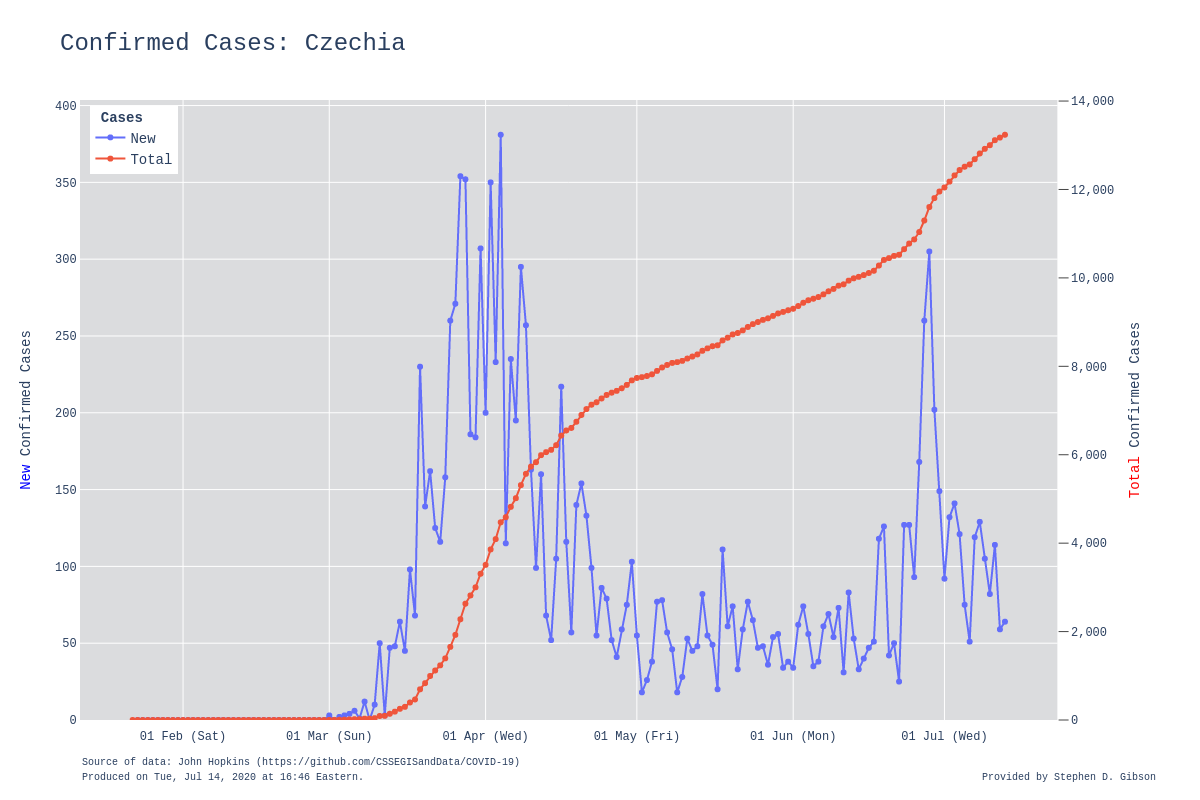 Confirmed Cases: Czechia
Cases
New
Total
400
350
300
250
200
150
100
50
0
14,000
12,000
10,000
8,000
6,000
4,000
2,000
0
New Confirmed Cases
Total Confirmed Cases
01 Feb (Sat)
01 Mar (Sun)
01 Apr (Wed)
01 May (Fri)
01 Jun (Mon)
01 Jul (Wed)
Source of data: John Hopkins (https://github.com/CSSEGISandData/COVID-19)
Produced on Tue, Jul 14, 2020 at 16:46 Eastern.
Provided by Stephen D. Gibson